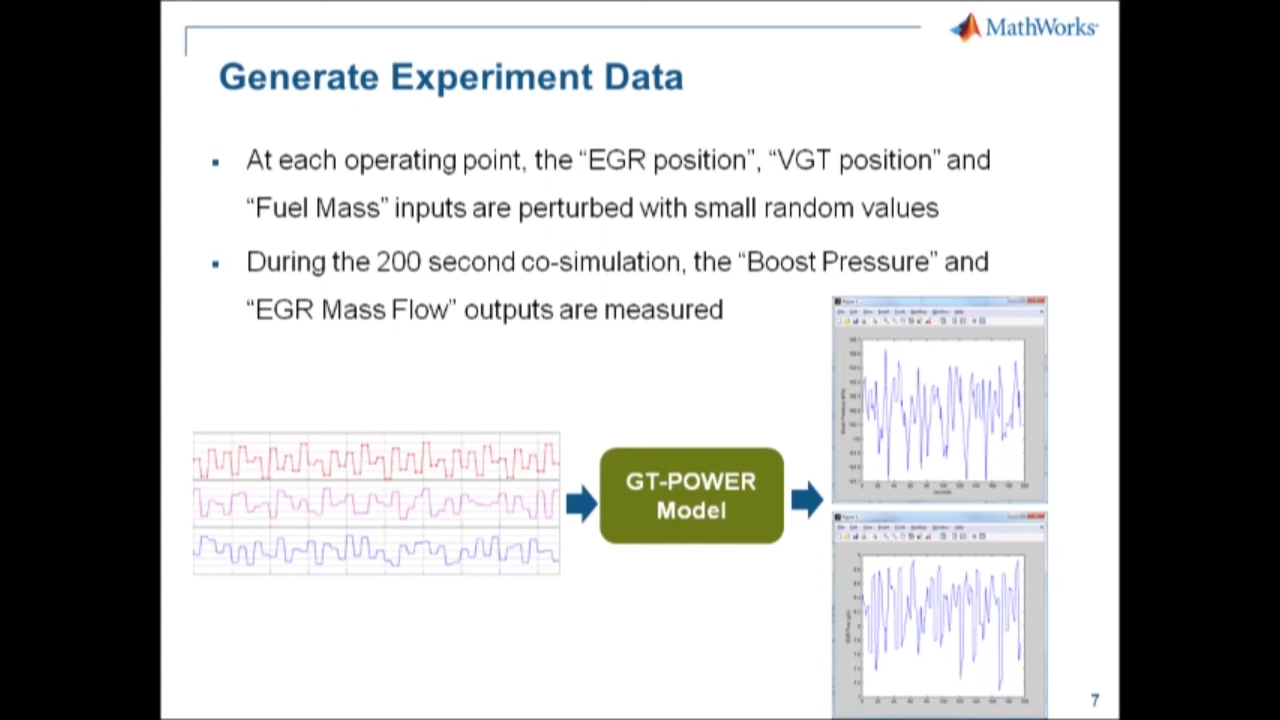 MathWorks
Generate Experiment Data
At each operating point, the “EGR position”, “VGT position” and
“Fuel Mass” inputs are perturbed with small random values
During the 200 second co-simulation, the “Boost Pressure” and
“EGR Mass Flow” outputs are measured
GT-POWER
Model
7